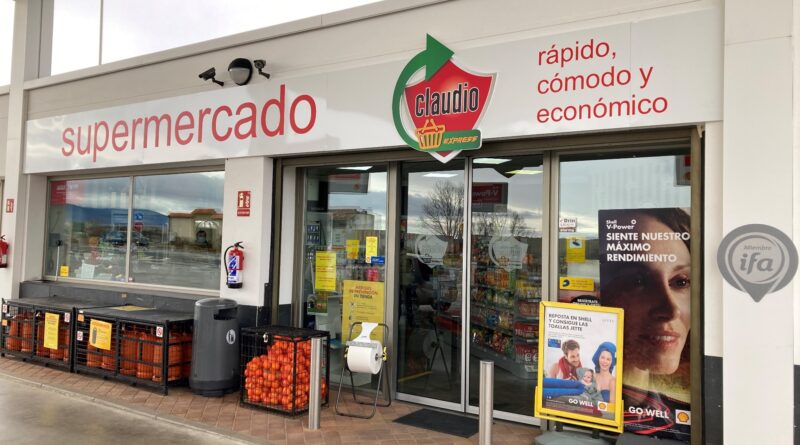 supermercado
Claudio
EXPRESS
rápido,
cómodo y
económico
Miembro
ifa
Shell
V-Power
SIENTE NUESTRO
MÁXIMO
RENDIMIENTO
GO WELL
REPOSTA EN SHELL
Y CONSIGUE LAS
TOALLAS JETTE
GO WELL